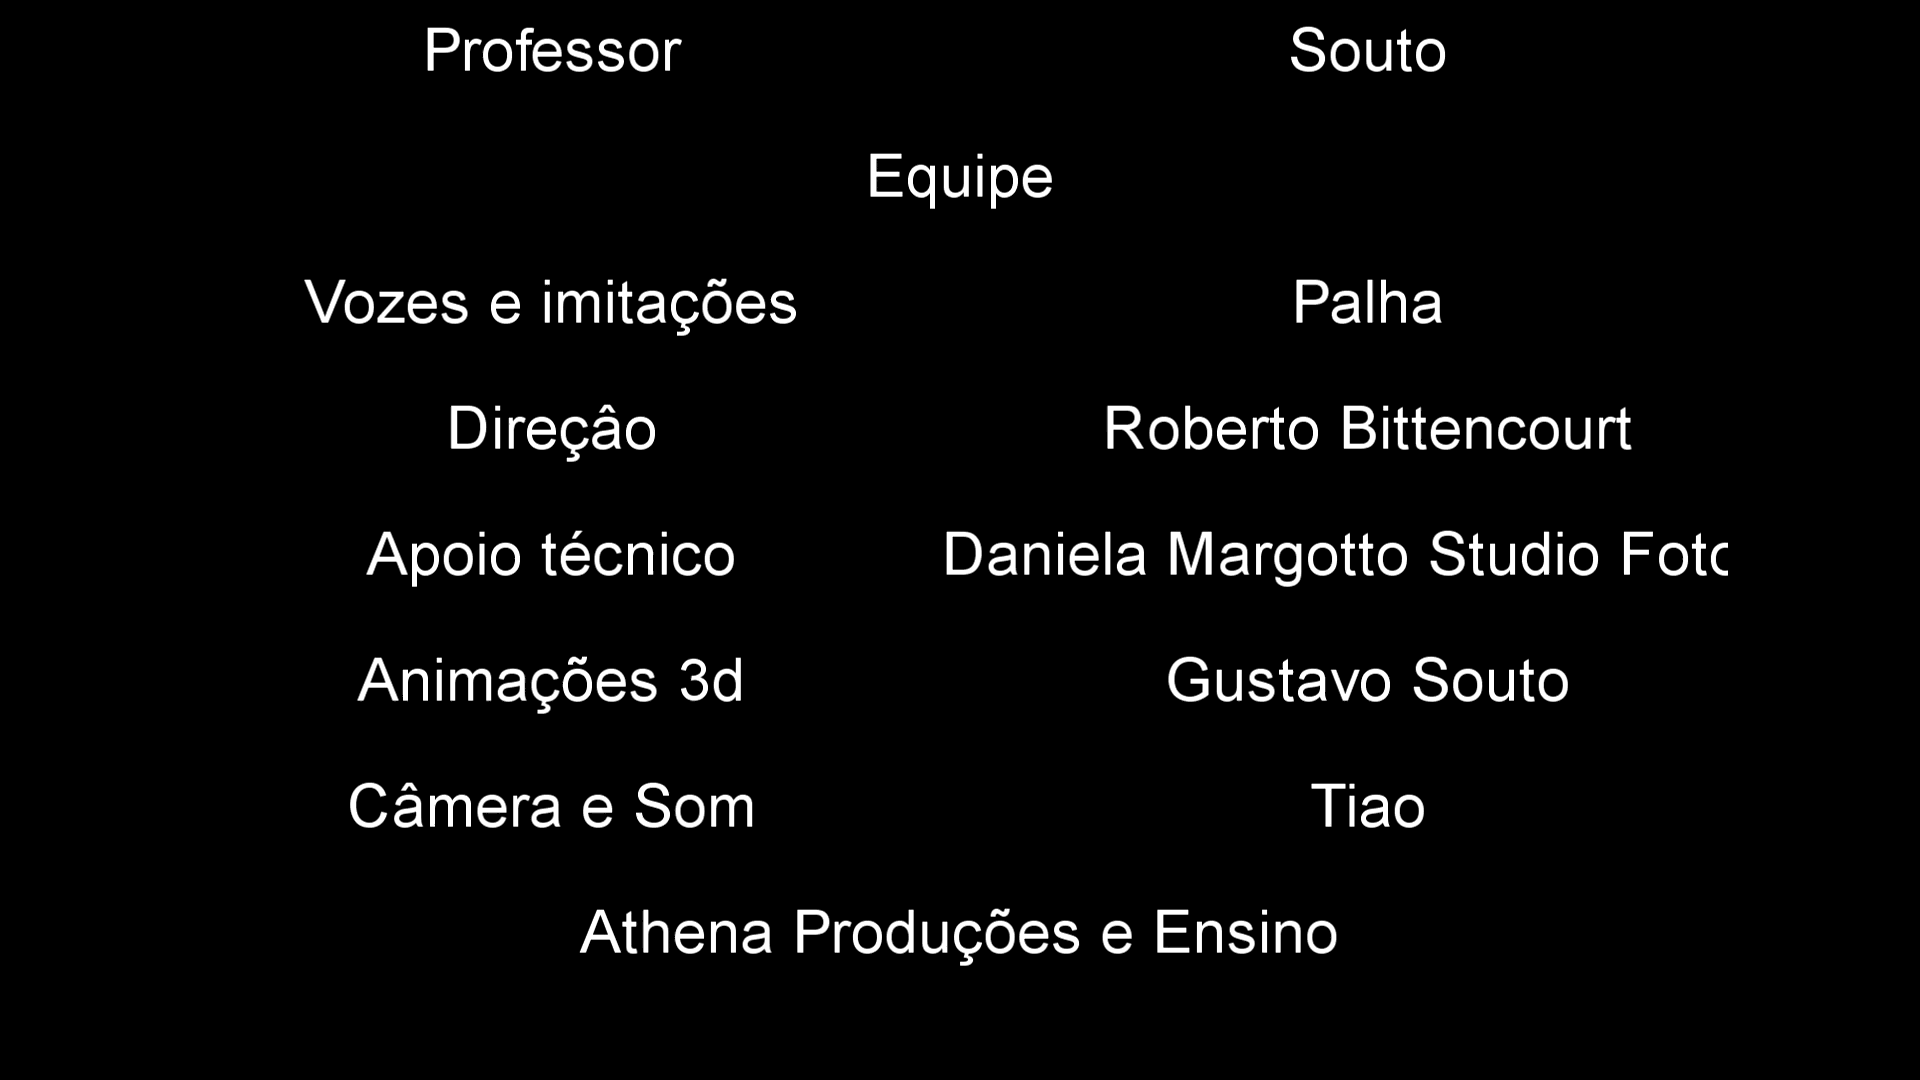 Professor Souto
Equipe
Vozes e imitações Palha
Direçâo Roberto Bittencourt
Apoio técnico Daniela Margotto Studio Foto
Animações 3d Gustavo Souto
Câmera e Som Tiao
Athena Produções e Ensino